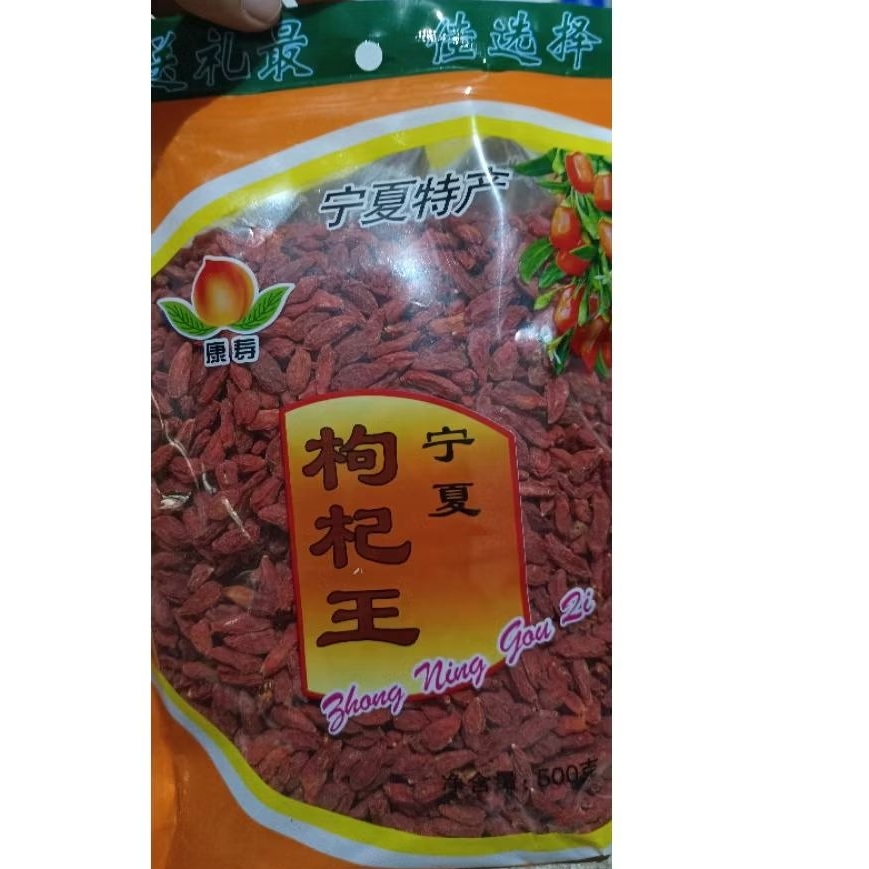 送礼最 佳选择
宁夏特产
康寿
宁夏
枸杞王
Zhong Ning Gou Qi
净含量:500克